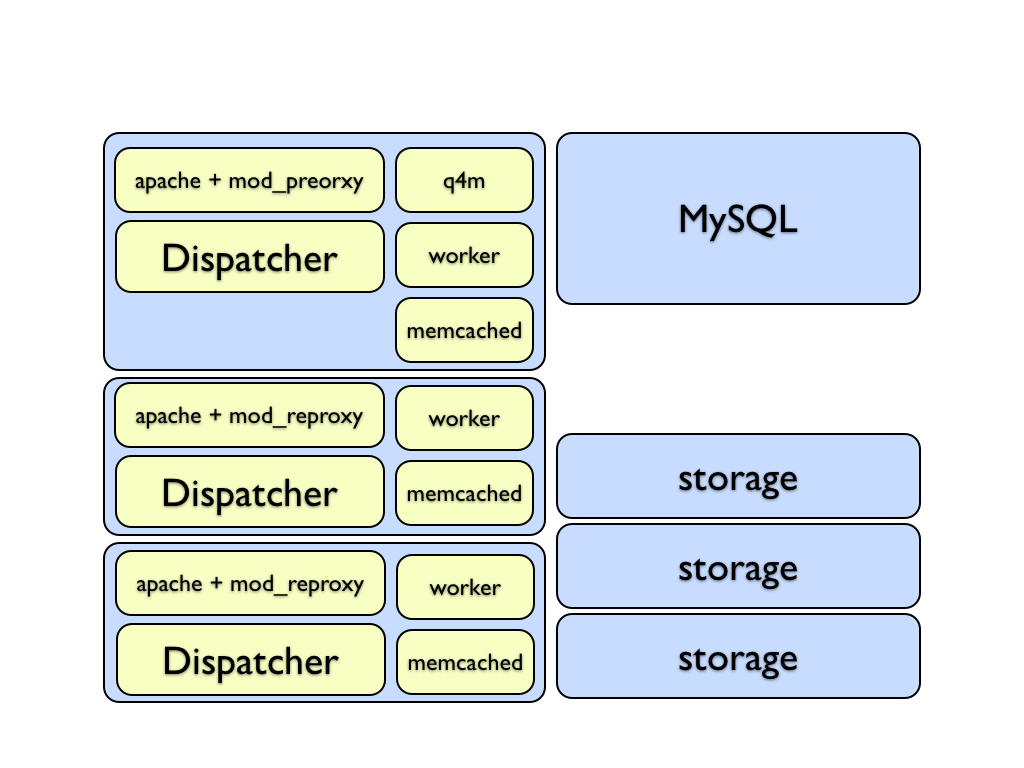 apache + mod_preorxy
q4m
MySQL
Dispatcher
worker
memcached
apache + mod_reproxy
worker
Dispatcher
memcached
storage
apache + mod_reproxy
worker
storage
Dispatcher
memcached
storage